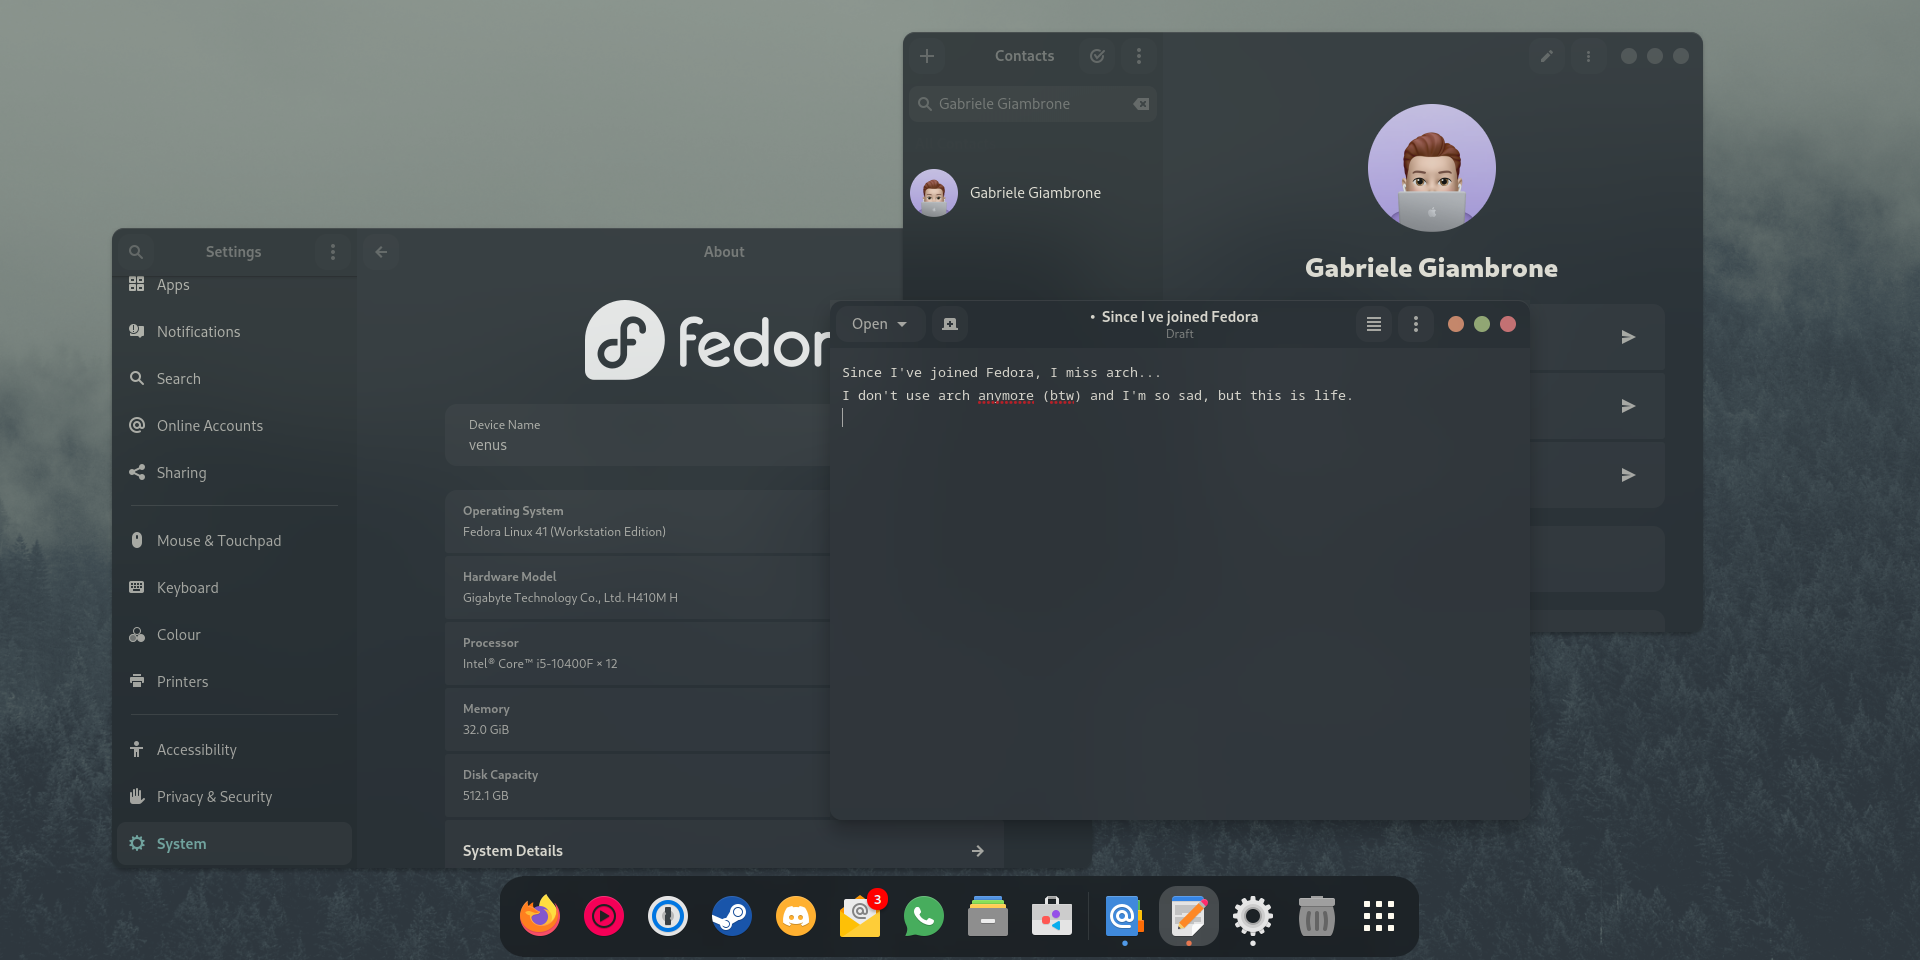 Settings
Apps
Notifications
Search
Online Accounts
Sharing
Mouse & Touchpad
Keyboard
Colour
Printers
Accessibility
Privacy & Security
System
About
fedor
Device Name
venus
Operating System
Fedora Linux 41 (Workstation Edition)
Hardware Model
Gigabyte Technology Co., Ltd. H410M H
Processor
Intel® Core™ i5-10400F × 12
Memory
32.0 GiB
Disk Capacity
512.1 GB
System Details
Contacts
Gabriele Giambrone
Gabriele Giambrone
Gabriele Giambrone
Open
• Since I ve joined Fedora
Draft
Since I've joined Fedora, I miss arch...
I don't use arch anymore (btw) and I'm so sad, but this is life.
3